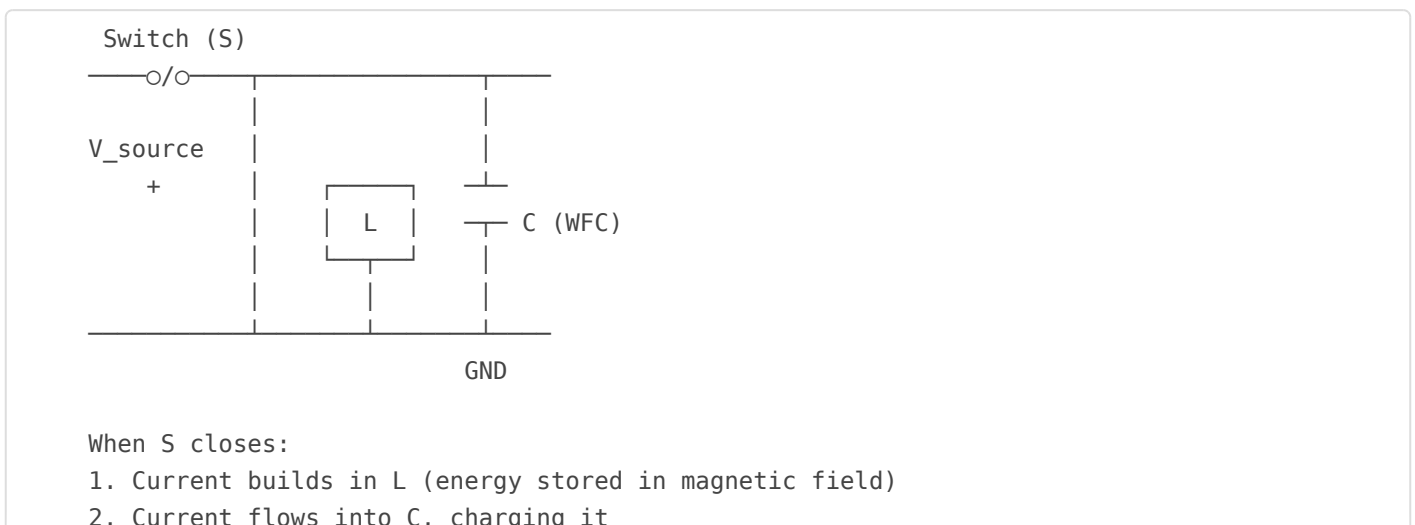 Switch (S)
V_source
+
L
C (WFC)
GND
When S closes:
1. Current builds in L (energy stored in magnetic field)
2. Current flows into C, charging it